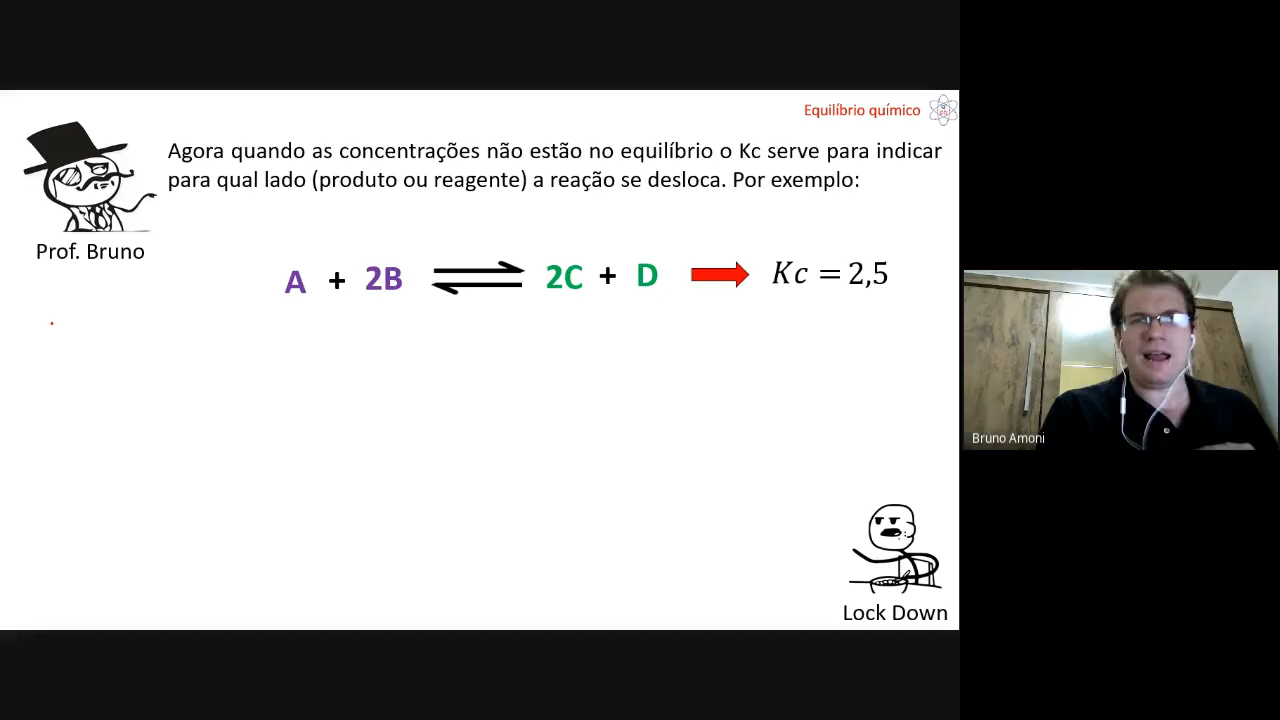 Equilíbrio químico
Agora quando as concentrações não estão no equilíbrio o Kc serve para indicar
para qual lado (produto ou reagente) a reação se desloca. Por exemplo:
Prof. Bruno
A + 2B ⇌ 2C + D ➡ Kc = 2,5
Bruno Amoni
Lock Down